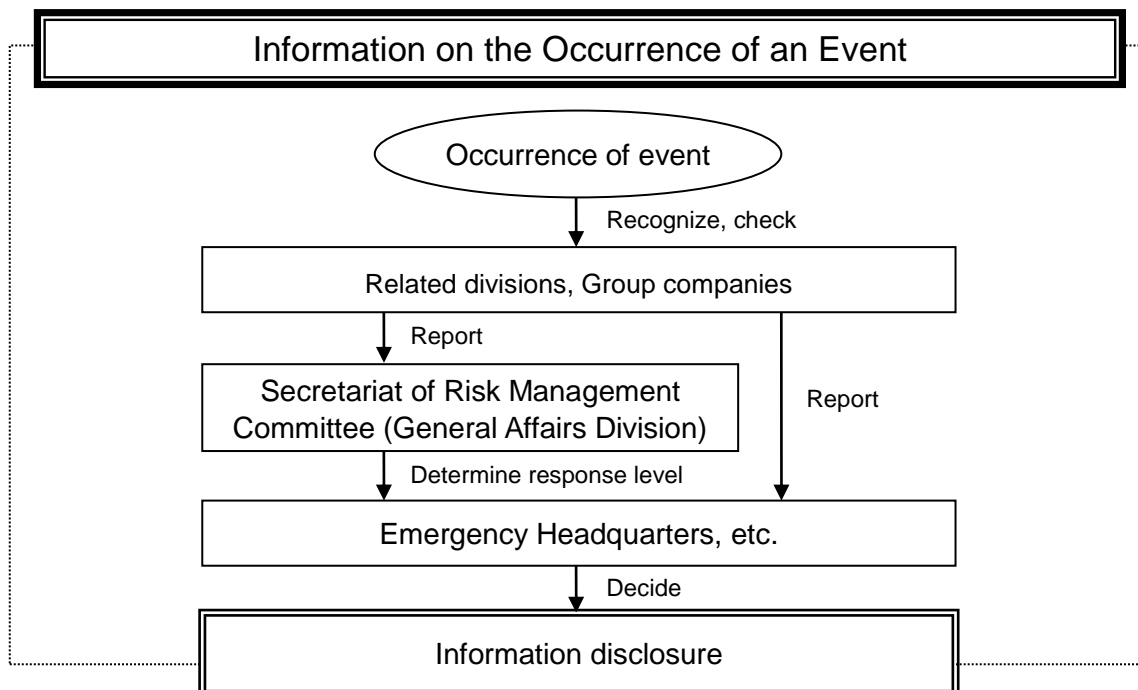 Information on the Occurrence of an Event
Occurrence of event
Recognize, check
Related divisions, Group companies
Report
Secretariat of Risk Management
Committee (General Affairs Division)
Report
Determine response level
Emergency Headquarters, etc.
Decide
Information disclosure